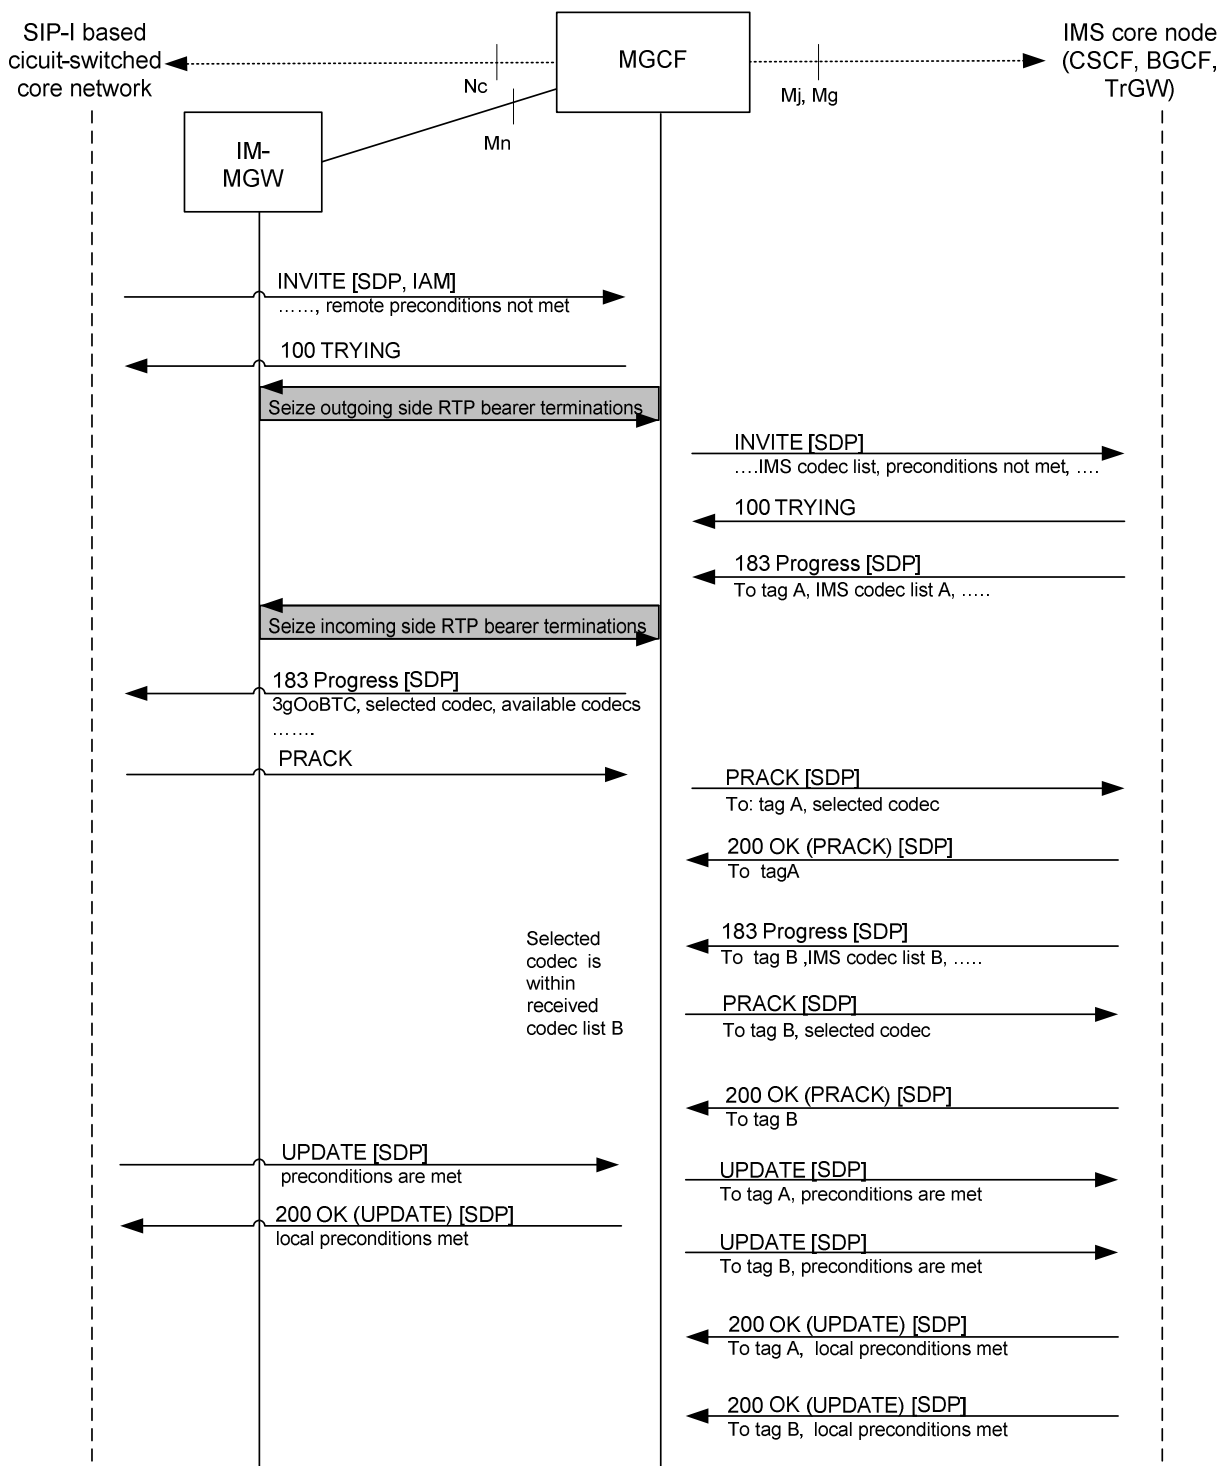 SIP-I based
cicuit-switched
core network
MGCF
IMS core node
(CSCF, BGCF,
TrGW)
Nc
Mj, Mg
Mn
IM-
MGW
INVITE [SDP, IAM]
……, remote preconditions not met
100 TRYING
Seize outgoing side RTP bearer terminations
INVITE [SDP]
….IMS codec list, preconditions not met, ….
100 TRYING
183 Progress [SDP]
To tag A, IMS codec list A, …..
Seize incoming side RTP bearer terminations
183 Progress [SDP]
3gOoBTC, selected codec, available codecs
…….
PRACK
PRACK [SDP]
To: tag A, selected codec
200 OK (PRACK) [SDP]
To tagA
183 Progress [SDP]
To tag B ,IMS codec list B, …..
Selected
codec is
within
received
codec list B
PRACK [SDP]
To tag B, selected codec
200 OK (PRACK) [SDP]
To tag B
UPDATE [SDP]
preconditions are met
UPDATE [SDP]
To tag A, preconditions are met
200 OK (UPDATE) [SDP]
local preconditions met
UPDATE [SDP]
To tag B, preconditions are met
200 OK (UPDATE) [SDP]
To tag A, local preconditions met
200 OK (UPDATE) [SDP]
To tag B, local preconditions met